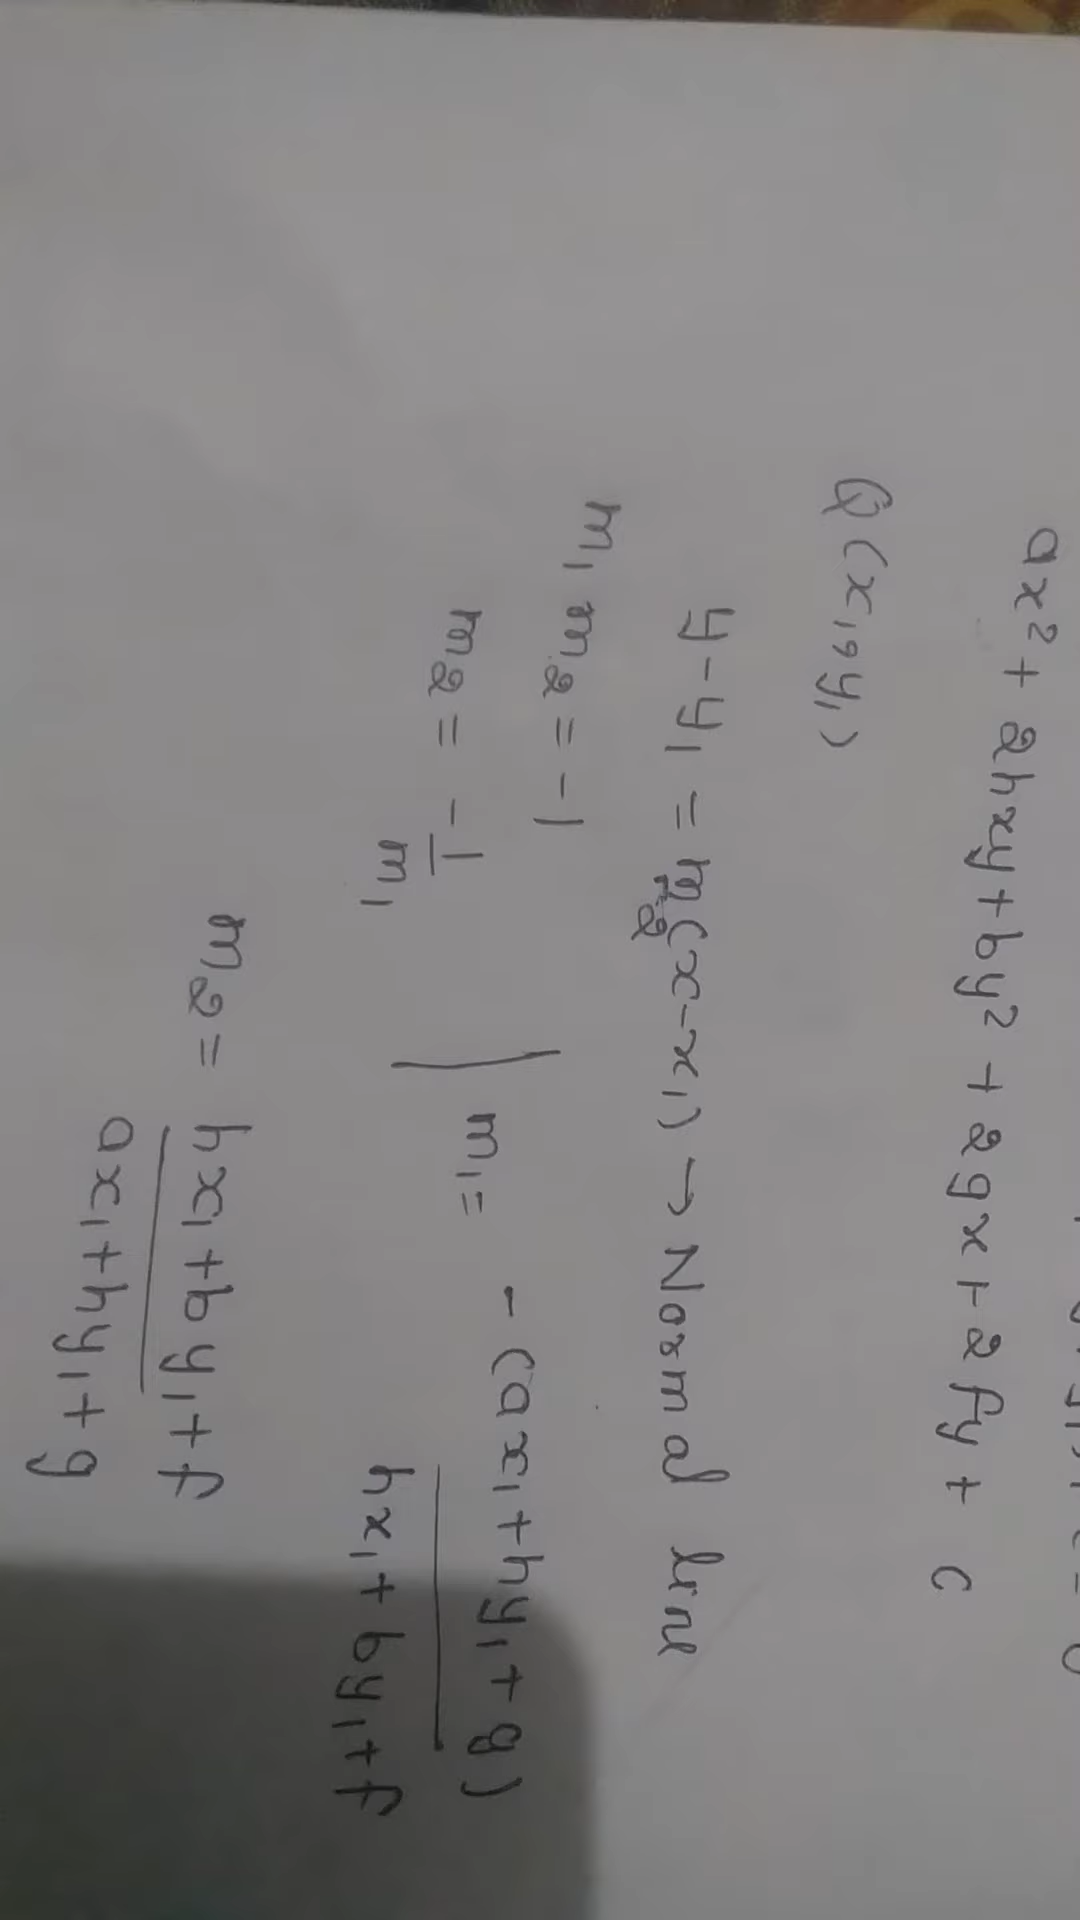 ax² + 2hxy + by² + 2gx + 2fy + c
Q(x₁, y₁)
y - y₁ = m₂(x - x₁) → Normal line
m₁ m₂ = -1
m₂ = -1/m₁ | m₁ = -(ax₁ + hy₁ + g)/hx₁ + by₁ + f
m₂ = hx₁ + by₁ + f/ax₁ + hy₁ + g